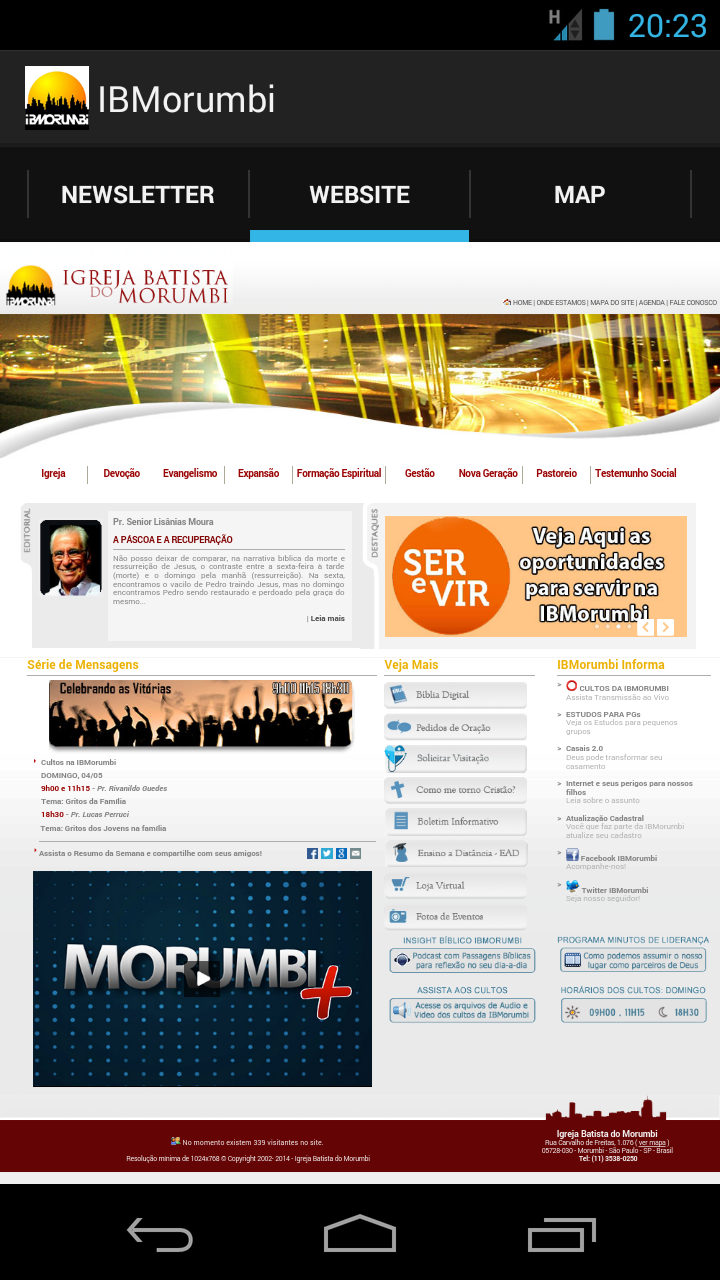 H
20:23
IBMORUMBI
IBMorumbi
NEWSLETTER
WEBSITE
MAP
IBMORUMBI
IGREJA BATISTA
DO MORUMBI
HOME | ONDE ESTAMOS | MAPA DO SITE | AGENDA | FALE CONOSCO
Igreja
Devoção
Evangelismo
Expansão
Formação Espiritual
Gestão
Nova Geração
Pastoreio
Testemunho Social
EDITORIAL
Pr. Senior Lisânias Moura
A PÁSCOA E A RECUPERAÇÃO
Não posso deixar de comparar, na narrativa bíblica da morte e
ressurreição de Jesus, o contraste entre a sexta-feira à tarde
(morte) e o domingo pela manhã (ressurreição). Na sexta,
encontramos o vacilo de Pedro traindo Jesus, mas no domingo
encontramos Pedro sendo restaurado e perdoado pela graça do
mesmo...
| Leia mais
DESTAQUES
SER
e VIR
Veja Aqui as
oportunidades
para servir na
IBMorumbi
Série de Mensagens
Celebrando as Vitórias
9h00 11h15 18h30
Cultos na IBMorumbi
DOMINGO, 04/05
9h00 e 11h15 - Pr. Rivanildo Guedes
Tema: Gritos da Família
18h30 - Pr. Lucas Perruci
Tema: Gritos dos Jovens na família
Assista o Resumo da Semana e compartilhe com seus amigos!
MORUMBI+
Veja Mais
Bíblia Digital
Pedidos de Oração
Solicitar Visitação
Como me torno Cristão?
Boletim Informativo
Ensino a Distância - EAD
Loja Virtual
Fotos de Eventos
INSIGHT BÍBLICO IBMORUMBI
Podcast com Passagens Bíblicas
para reflexão no seu dia-a-dia
ASSISTA AOS CULTOS
Acesse os arquivos de Audio e
Video dos cultos da IBMorumbi
IBMorumbi Informa
> CULTOS DA IBMORUMBI
Assista Transmissão ao Vivo
> ESTUDOS PARA PGs
Veja os Estudos para pequenos
grupos
> Casais 2.0
Deus pode transformar seu
casamento
> Internet e seus perigos para nossos
filhos
Leia sobre o assunto
> Atualização Cadastral
Você que faz parte da IBMorumbi
atualize seu cadastro
> Facebook IBMorumbi
Acompanhe-nos!
> Twitter IBMorumbi
Seja nosso seguidor!
PROGRAMA MINUTOS DE LIDERANÇA
Como podemos assumir o nosso
lugar como parceiros de Deus
HORÁRIOS DOS CULTOS: DOMINGO
09H00 . 11H15 18H30
No momento existem 339 visitantes no site.
Resolução minima de 1024x768 © Copyright 2002- 2014 - Igreja Batista do Morumbi
Igreja Batista do Morumbi
Rua Carvalho de Freitas, 1.076 ( ver mapa )
05728-030 - Morumbi - São Paulo - SP - Brasil
Tel: (11) 3538-0250